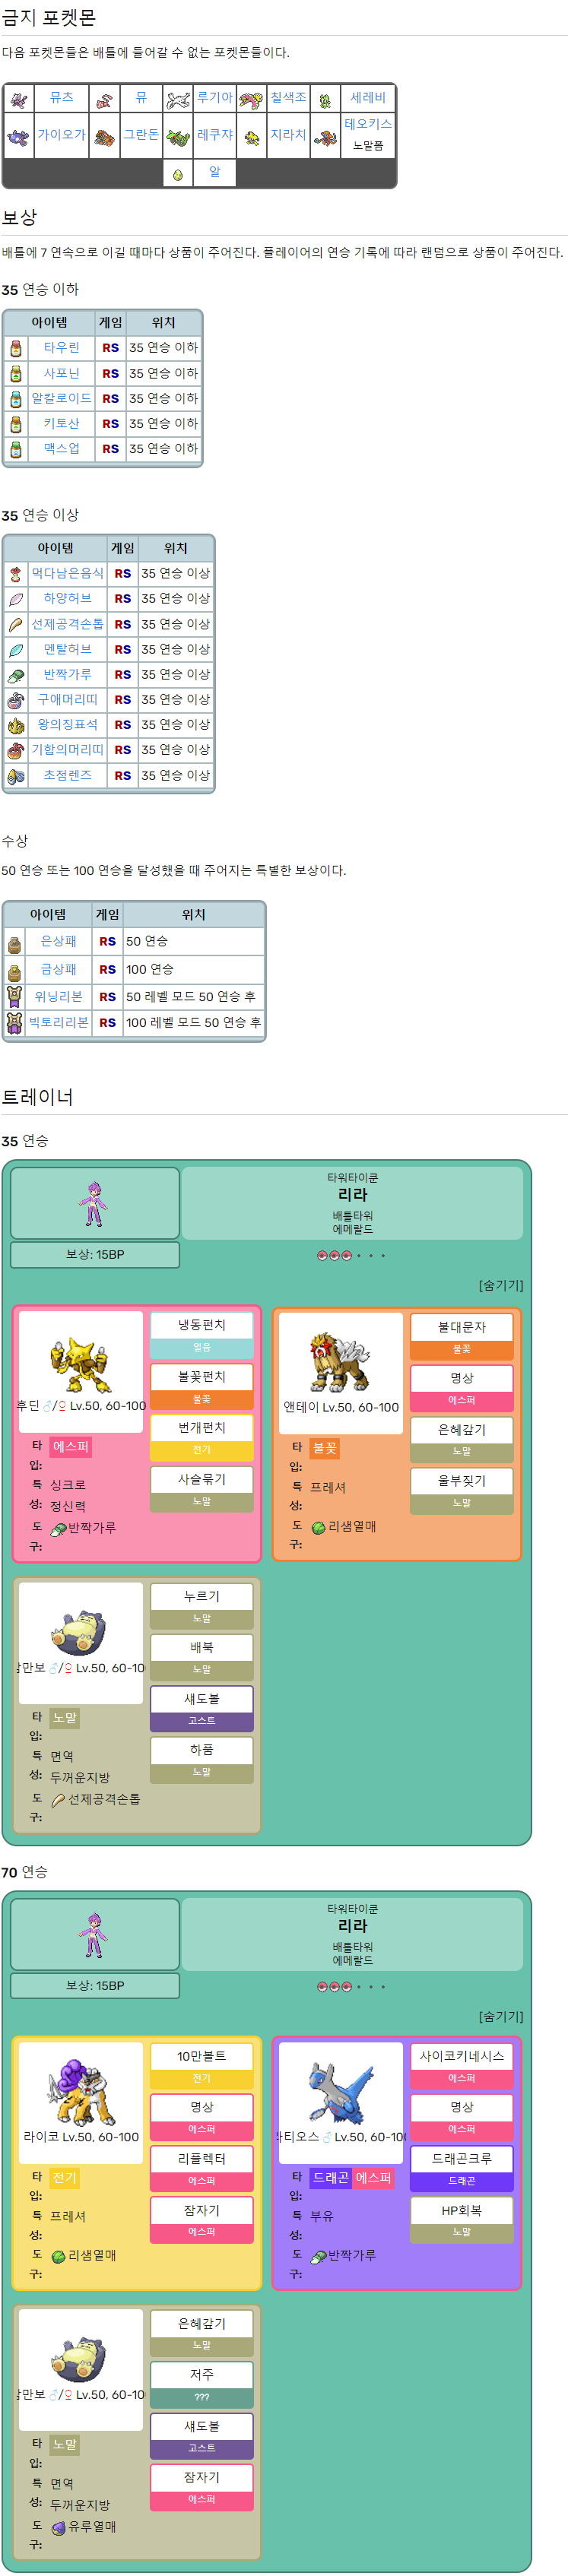 금지 포켓몬
다음 포켓몬들은 배틀에 들어갈 수 없는 포켓몬들이다.
뮤츠 뮤 루기아 칠색조 세레비
가이오가 그란돈 레쿠쟈 지라치 테오키스
노말폼
알
보상
배틀에 7 연속으로 이길 때마다 상품이 주어진다. 플레이어의 연승 기록에 따라 랜덤으로 상품이 주어진다.
35 연승 이하
아이템 게임 위치
타우린 RS 35 연승 이하
사포닌 RS 35 연승 이하
알칼로이드 RS 35 연승 이하
키토산 RS 35 연승 이하
맥스업 RS 35 연승 이하
35 연승 이상
아이템 게임 위치
먹다남은음식 RS 35 연승 이상
하양허브 RS 35 연승 이상
선제공격손톱 RS 35 연승 이상
멘탈허브 RS 35 연승 이상
반짝가루 RS 35 연승 이상
구애머리띠 RS 35 연승 이상
왕의징표석 RS 35 연승 이상
기합의머리띠 RS 35 연승 이상
초점렌즈 RS 35 연승 이상
수상
50 연승 또는 100 연승을 달성했을 때 주어지는 특별한 보상이다.
아이템 게임 위치
은상패 RS 50 연승
금상패 RS 100 연승
위닝리본 RS 50 레벨 모드 50 연승 후
빅토리리본 RS 100 레벨 모드 50 연승 후
트레이너
35 연승
타워타이쿤
리라
배틀타워
에메랄드
보상: 15BP
[숨기기]
후딘 ♂/♀ Lv.50, 60-100
냉동펀치
얼음
불꽃펀치
불꽃
번개펀치
전기
사슬묶기
노말
타입: 에스퍼
특성: 싱크로
정신력
도구: 반짝가루
앤테이 Lv.50, 60-100
불대문자
불꽃
명상
에스퍼
은혜갚기
노말
울부짖기
노말
타입: 불꽃
특성: 프레셔
도구: 리샘열매
잠만보 ♂/♀ Lv.50, 60-100
누르기
노말
배북
노말
섀도볼
고스트
하품
노말
타입: 노말
특성: 면역
두꺼운지방
도구: 선제공격손톱
70 연승
타워타이쿤
리라
배틀타워
에메랄드
보상: 15BP
[숨기기]
라이코 Lv.50, 60-100
10만볼트
전기
명상
에스퍼
리플렉터
에스퍼
잠자기
에스퍼
타입: 전기
특성: 프레셔
도구: 리샘열매
라티오스 ♂ Lv.50, 60-100
사이코키네시스
에스퍼
명상
에스퍼
드래곤크루
드래곤
HP회복
노말
타입: 드래곤 에스퍼
특성: 부유
도구: 반짝가루
잠만보 ♂/♀ Lv.50, 60-100
은혜갚기
노말
저주
???
섀도볼
고스트
잠자기
에스퍼
타입: 노말
특성: 면역
두꺼운지방
도구: 유루열매